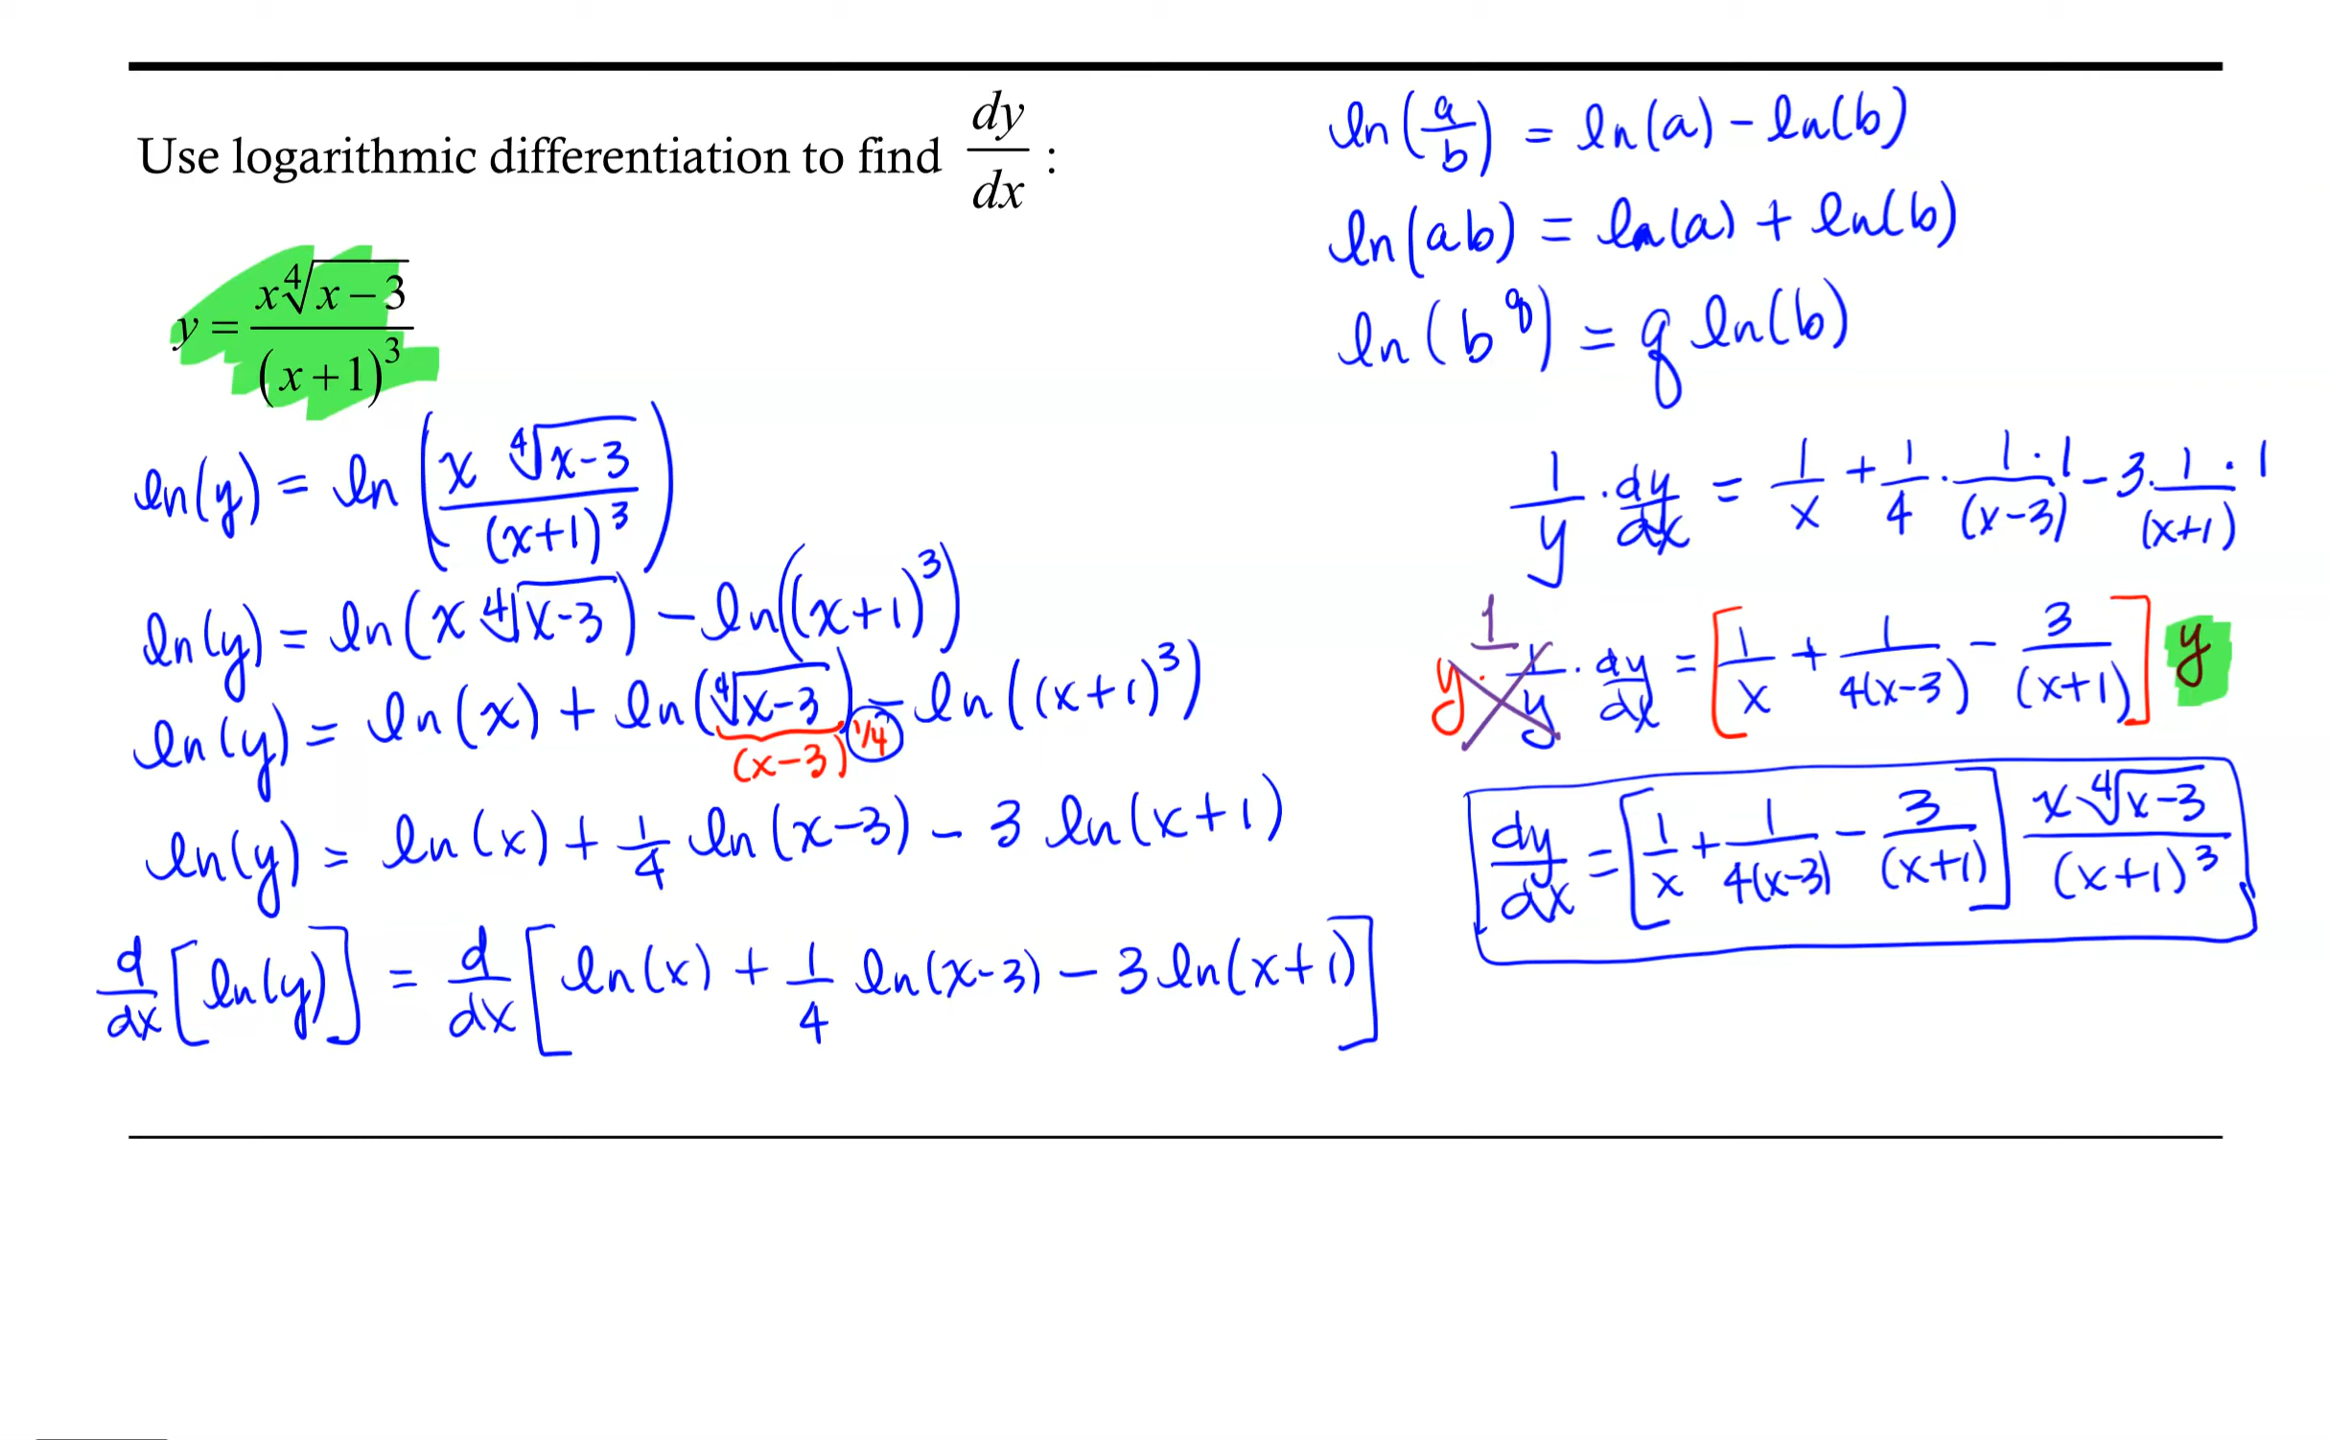 Use logarithmic differentiation to find dy/dx :
y = x∜(x−3) / (x+1)³
ln(y) = ln( x ∜(x−3) / (x+1)³ )
ln(y) = ln(x ∜(x−3)) − ln((x+1)³)
ln(y) = ln(x) + ln(∜(x−3)) − ln((x+1)³)
(x−3)^(1/4)
ln(y) = ln(x) + 1/4 ln(x−3) − 3 ln(x+1)
d/dx [ln(y)] = d/dx [ln(x) + 1/4 ln(x−3) − 3 ln(x+1)]
ln(a/b) = ln(a) − ln(b)
ln(ab) = ln(a) + ln(b)
ln(b^q) = q ln(b)
1/y · dy/dx = 1/x + 1/4 · 1·1/(x−3) − 3 · 1/(x+1) · 1
1
y · 1/y · dy/dx = [1/x + 1/(4(x−3)) − 3/(x+1)] y
dy/dx = [1/x + 1/(4(x−3)) − 3/(x+1)] x∜(x−3) / (x+1)³